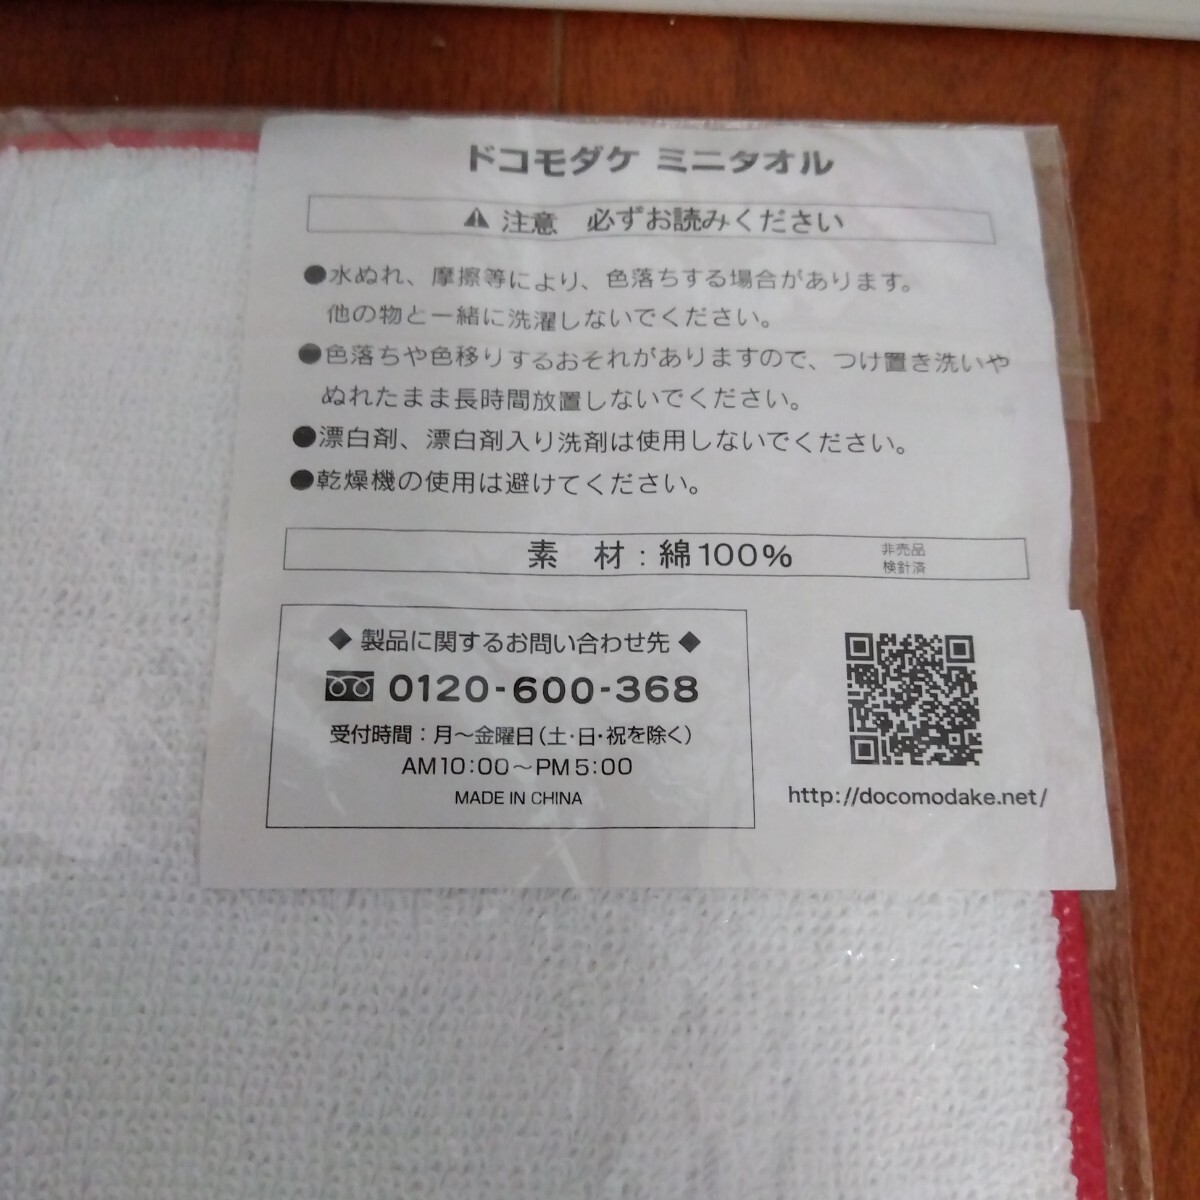 ドコモダケ ミニタオル
⚠ 注意　必ずお読みください
●水ぬれ、摩擦等により、色落ちする場合があります。
他の物と一緒に洗濯しないでください。
●色落ちや色移りするおそれがありますので、つけ置き洗いや
ぬれたまま長時間放置しないでください。
●漂白剤、漂白剤入り洗剤は使用しないでください。
●乾燥機の使用は避けてください。
素　材：綿100%
非売品
検針済
◆ 製品に関するお問い合わせ先 ◆
0120-600-368
受付時間：月〜金曜日（土・日・祝を除く）
AM10:00〜PM5:00
MADE IN CHINA
http://docomodake.net/